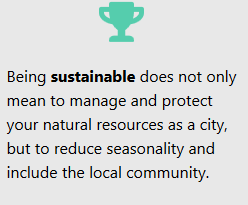 Being sustainable does not only
mean to manage and protect
your natural resources as a city,
but to reduce seasonality and
include the local community.